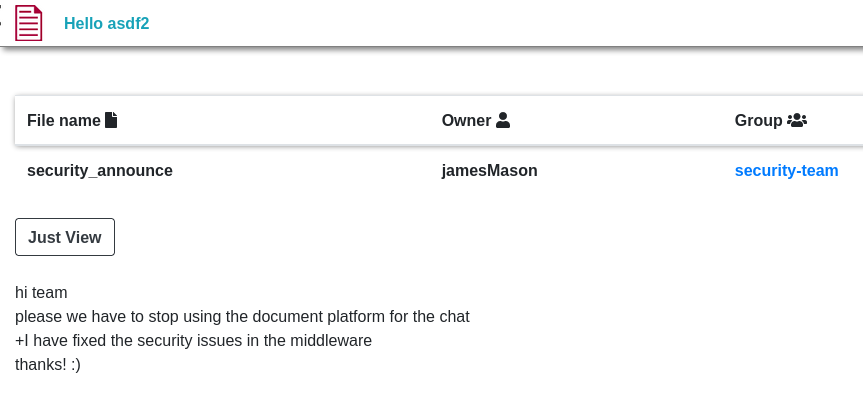 Hello asdf2
File name Owner Group
security_announce jamesMason security-team
Just View
hi team
please we have to stop using the document platform for the chat
+I have fixed the security issues in the middleware
thanks! :)